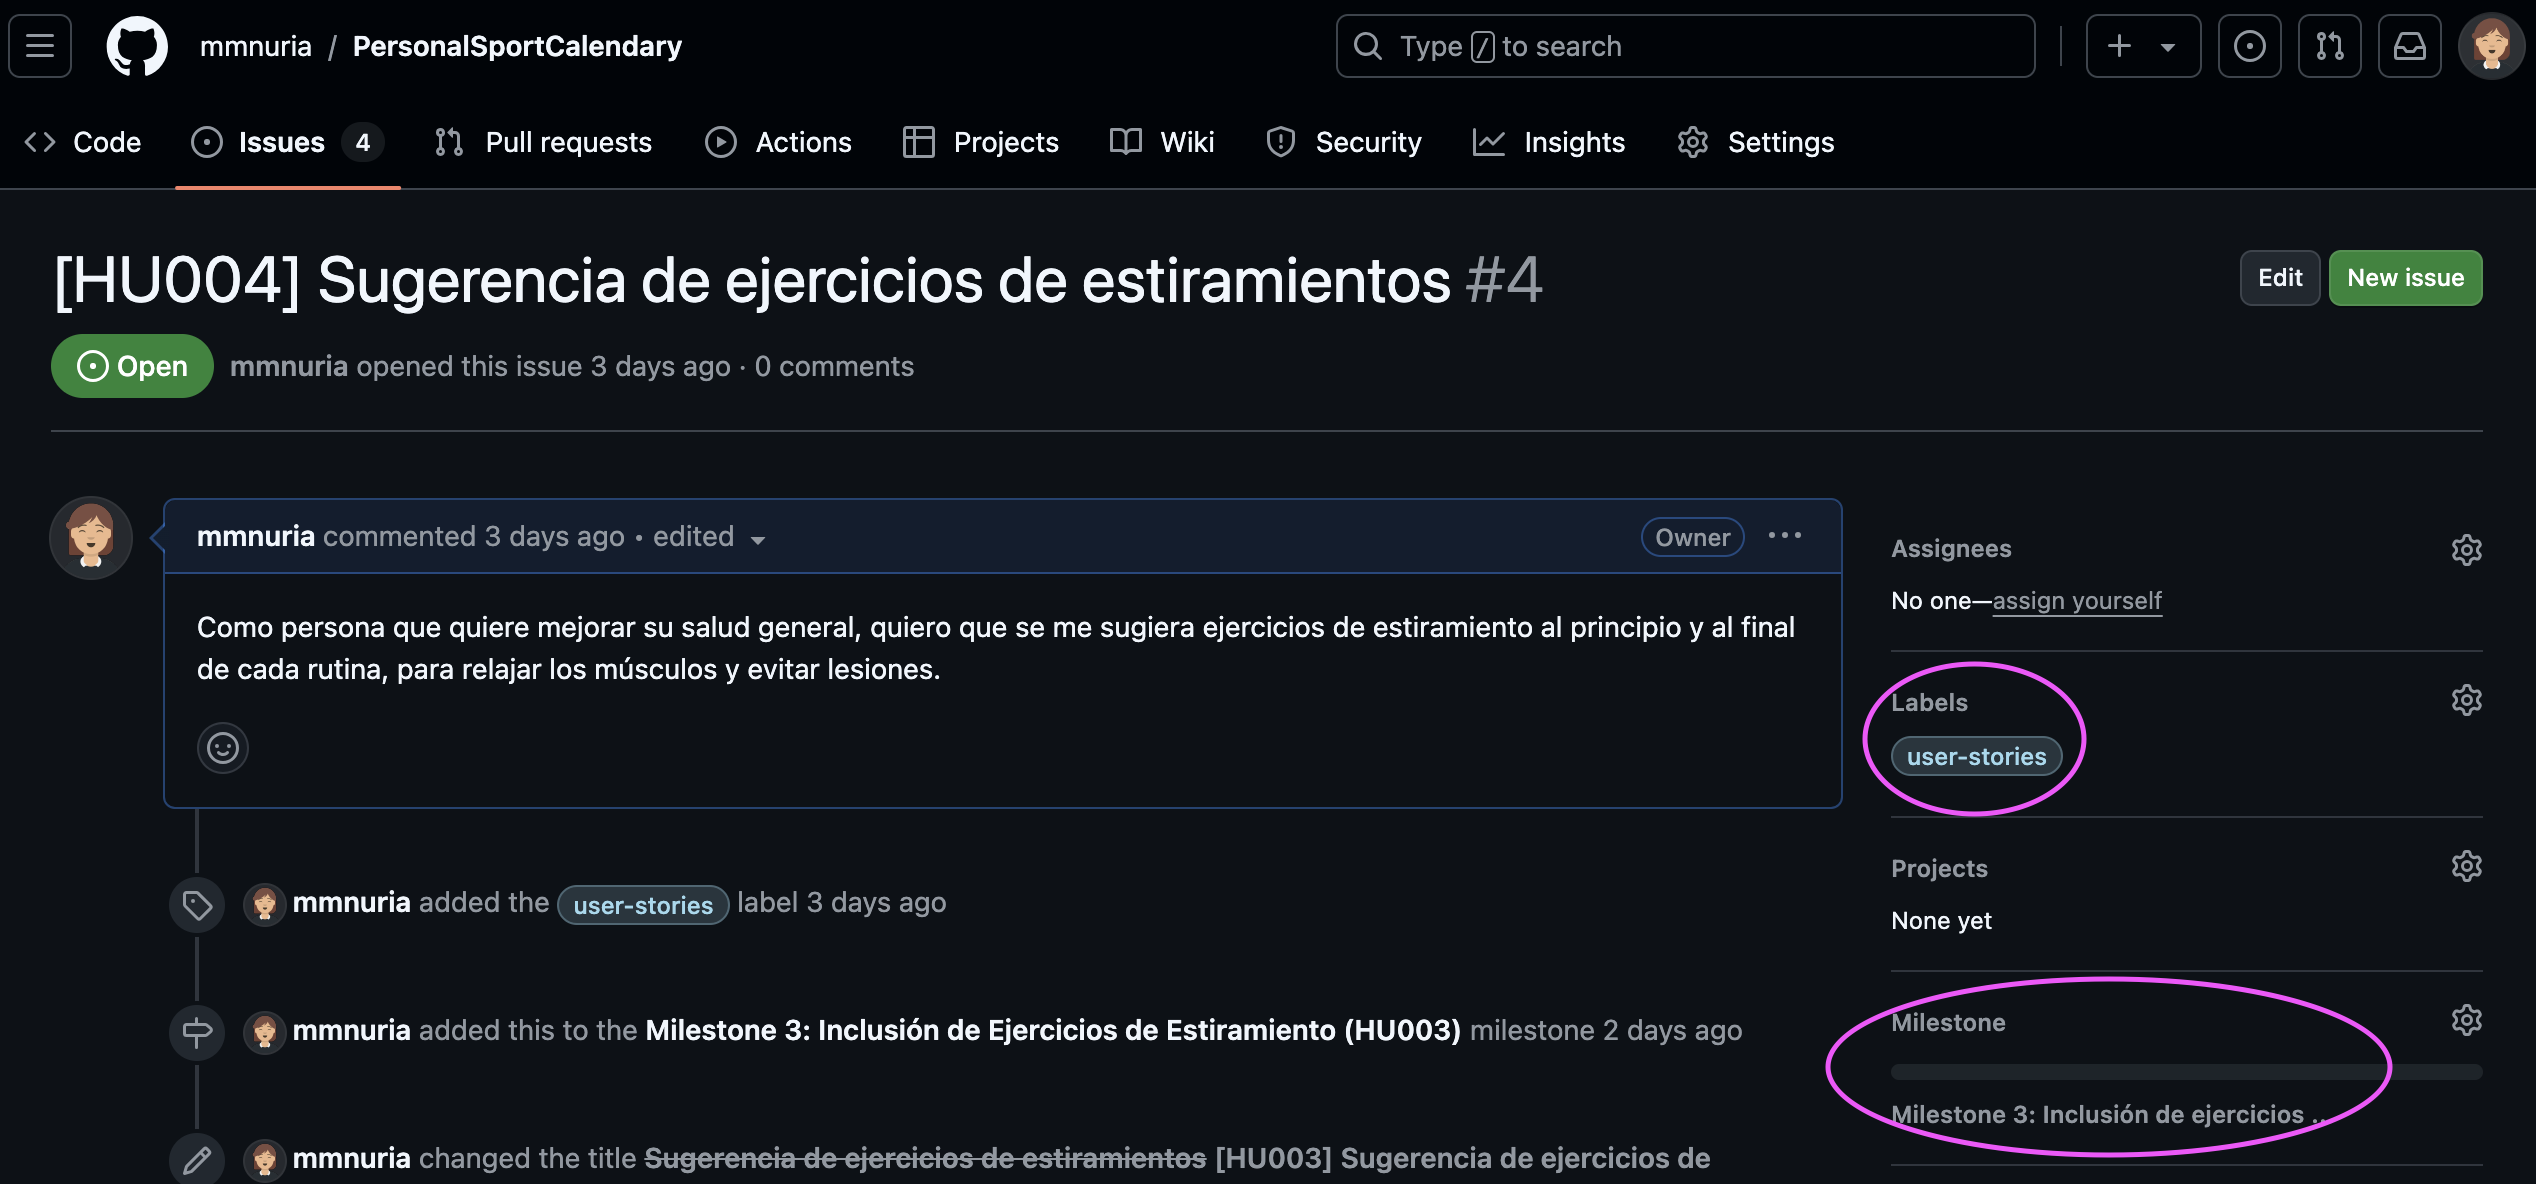 mmnuria / PersonalSportCalendary
Type / to search
Code
Issues 4
Pull requests
Actions
Projects
Wiki
Security
Insights
Settings
[HU004] Sugerencia de ejercicios de estiramientos #4
Edit
New issue
Open
mmnuria opened this issue 3 days ago · 0 comments
mmnuria commented 3 days ago • edited
Owner
Como persona que quiere mejorar su salud general, quiero que se me sugiera ejercicios de estiramiento al principio y al final
de cada rutina, para relajar los músculos y evitar lesiones.
mmnuria added the user-stories label 3 days ago
mmnuria added this to the Milestone 3: Inclusión de Ejercicios de Estiramiento (HU003) milestone 2 days ago
mmnuria changed the title Sugerencia de ejercicios de estiramientos [HU003] Sugerencia de ejercicios de
Assignees
No one—assign yourself
Labels
user-stories
Projects
None yet
Milestone
Milestone 3: Inclusión de ejercicios ...